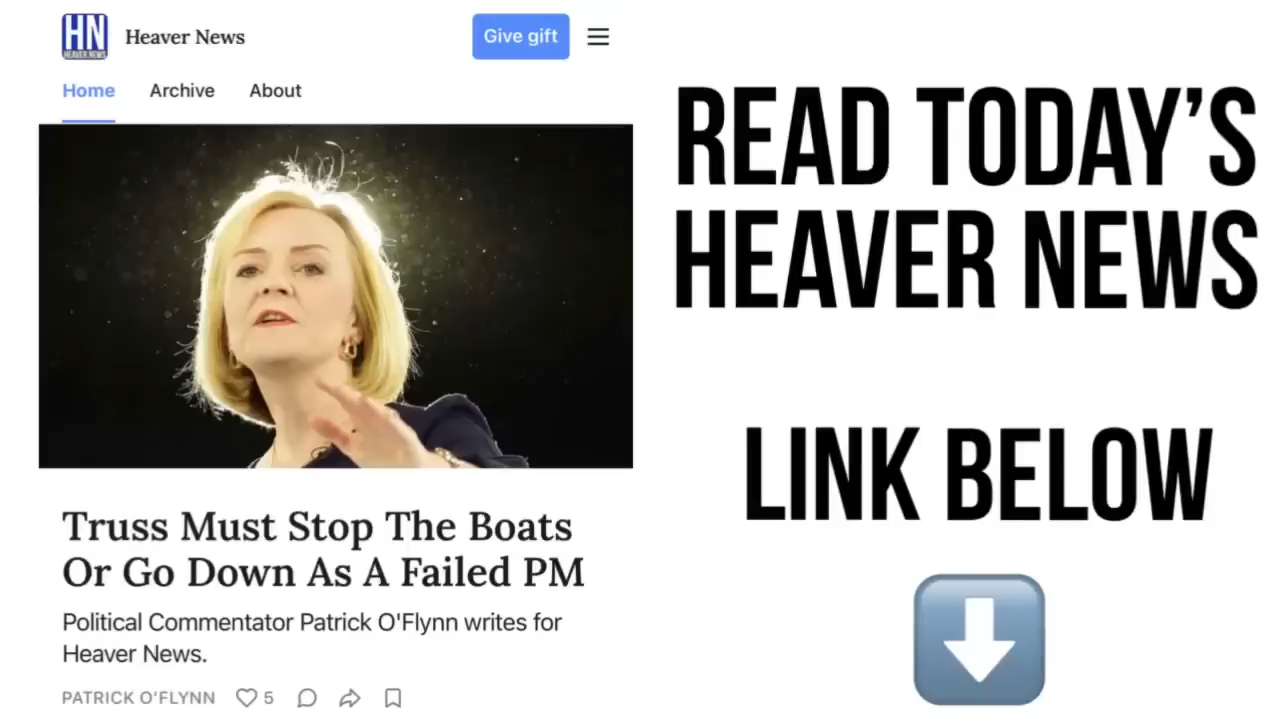 HN
HEAVER NEWS
Heaver News
Give gift
Home
Archive
About
Truss Must Stop The Boats
Or Go Down As A Failed PM
Political Commentator Patrick O'Flynn writes for
Heaver News.
PATRICK O'FLYNN
5
READ TODAY’S
HEAVER NEWS
LINK BELOW